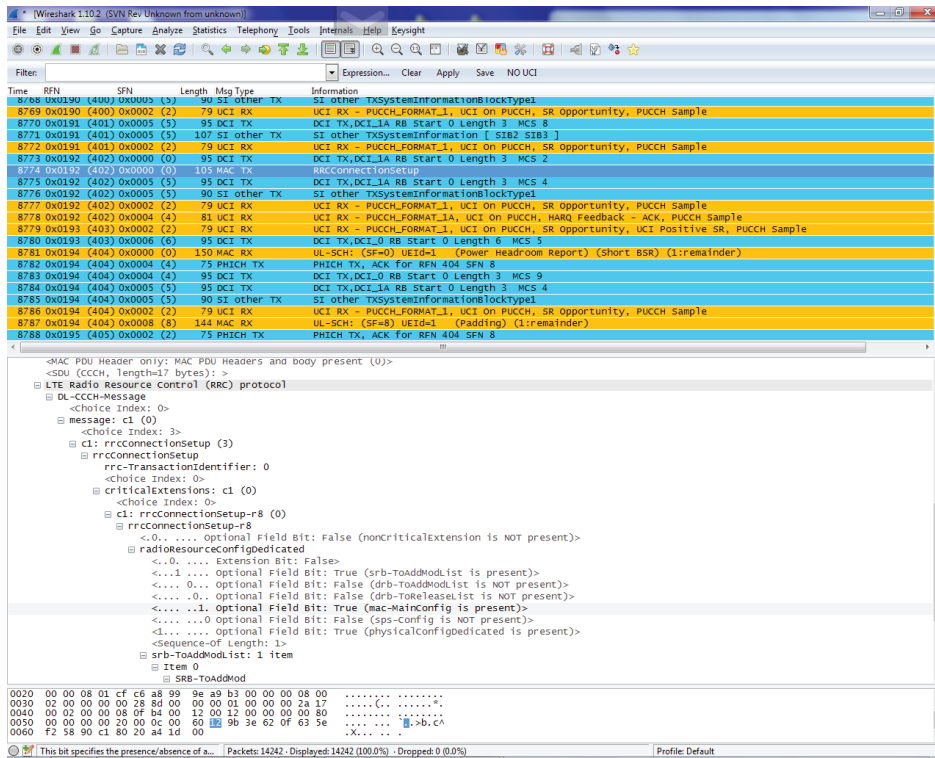 * [Wireshark 1.10.2 (SVN Rev Unknown from unknown)]
File Edit View Go Capture Analyze Statistics Telephony Tools Internals Help Keysight
Filter: Expression... Clear Apply Save NO UCI
Time RFN SFN Length Msg Type Information
8768 0x0190 (400) 0x0005 (5) 90 SI other TX SI other TXSystemInformationBlockType1
8769 0x0190 (400) 0x0002 (2) 79 UCI RX UCI RX - PUCCH_FORMAT_1, UCI On PUCCH, SR Opportunity, PUCCH Sample
8770 0x0191 (401) 0x0005 (5) 95 DCI TX DCI TX,DCI_1A RB Start 0 Length 3 MCS 8
8771 0x0191 (401) 0x0005 (5) 107 SI other TX SI other TXSystemInformation [ SIB2 SIB3 ]
8772 0x0191 (401) 0x0002 (2) 79 UCI RX UCI RX - PUCCH_FORMAT_1, UCI On PUCCH, SR Opportunity, PUCCH Sample
8773 0x0192 (402) 0x0000 (0) 95 DCI TX DCI TX,DCI_1A RB Start 0 Length 3 MCS 2
8774 0x0192 (402) 0x0000 (0) 105 MAC TX RRCConnectionSetup
8775 0x0192 (402) 0x0005 (5) 95 DCI TX DCI TX,DCI_1A RB Start 0 Length 3 MCS 4
8776 0x0192 (402) 0x0005 (5) 90 SI other TX SI other TXSystemInformationBlockType1
8777 0x0192 (402) 0x0002 (2) 79 UCI RX UCI RX - PUCCH_FORMAT_1, UCI On PUCCH, SR Opportunity, PUCCH Sample
8778 0x0192 (402) 0x0004 (4) 81 UCI RX UCI RX - PUCCH_FORMAT_1A, UCI On PUCCH, HARQ Feedback - ACK, PUCCH Sample
8779 0x0193 (403) 0x0002 (2) 79 UCI RX UCI RX - PUCCH_FORMAT_1, UCI On PUCCH, SR Opportunity, UCI Positive SR, PUCCH Sample
8780 0x0193 (403) 0x0006 (6) 95 DCI TX DCI TX,DCI_0 RB Start 0 Length 6 MCS 5
8781 0x0194 (404) 0x0000 (0) 150 MAC RX UL-SCH: (SF=0) UEId=1 (Power Headroom Report) (Short BSR) (1:remainder)
8782 0x0194 (404) 0x0004 (4) 75 PHICH TX PHICH TX, ACK for RFN 404 SFN 8
8783 0x0194 (404) 0x0004 (4) 95 DCI TX DCI TX,DCI_0 RB Start 0 Length 3 MCS 9
8784 0x0194 (404) 0x0005 (5) 95 DCI TX DCI TX,DCI_1A RB Start 0 Length 3 MCS 4
8785 0x0194 (404) 0x0005 (5) 90 SI other TX SI other TXSystemInformationBlockType1
8786 0x0194 (404) 0x0002 (2) 79 UCI RX UCI RX - PUCCH_FORMAT_1, UCI On PUCCH, SR Opportunity, PUCCH Sample
8787 0x0194 (404) 0x0008 (8) 144 MAC RX UL-SCH: (SF=8) UEId=1 (Padding) (1:remainder)
8788 0x0195 (405) 0x0002 (2) 75 PHICH TX PHICH TX, ACK for RFN 404 SFN 8
<MAC PDU Header only: MAC PDU Headers and body present (0)>
<SDU (CCCH, length=17 bytes): >
LTE Radio Resource Control (RRC) protocol
DL-CCCH-Message
<Choice Index: 0>
message: c1 (0)
<Choice Index: 3>
c1: rrcConnectionSetup (3)
rrcConnectionSetup
rrc-TransactionIdentifier: 0
<Choice Index: 0>
criticalExtensions: c1 (0)
<Choice Index: 0>
c1: rrcConnectionSetup-r8 (0)
rrcConnectionSetup-r8
<.0.. .... Optional Field Bit: False (nonCriticalExtension is NOT present)>
radioResourceConfigDedicated
<..0. .... Extension Bit: False>
<...1 .... Optional Field Bit: True (srb-ToAddModList is present)>
<.... 0... Optional Field Bit: False (drb-ToAddModList is NOT present)>
<.... .0.. Optional Field Bit: False (drb-ToReleaseList is NOT present)>
<.... ..1. Optional Field Bit: True (mac-MainConfig is present)>
<.... ...0 Optional Field Bit: False (sps-Config is NOT present)>
<1... .... Optional Field Bit: True (physicalConfigDedicated is present)>
<Sequence-Of Length: 1>
srb-ToAddModList: 1 item
Item 0
SRB-ToAddMod
0020 00 00 08 01 cf c6 a8 99 9e a9 b3 00 00 00 08 00 ........ ........
0030 02 00 00 00 00 28 8d 00 00 00 01 00 00 00 2a 17 .....(.. ......*.
0040 00 02 00 00 08 0f b4 00 12 00 12 00 00 00 00 80 ........ ........
0050 00 00 00 00 20 00 0c 00 60 12 9b 3e 62 0f 63 5e .... ... `..>b.c^
0060 f2 58 90 c1 80 20 a4 1d 00 .X... .. .
This bit specifies the presence/absence of a... Packets: 14242 · Displayed: 14242 (100.0%) · Dropped: 0 (0.0%) Profile: Default